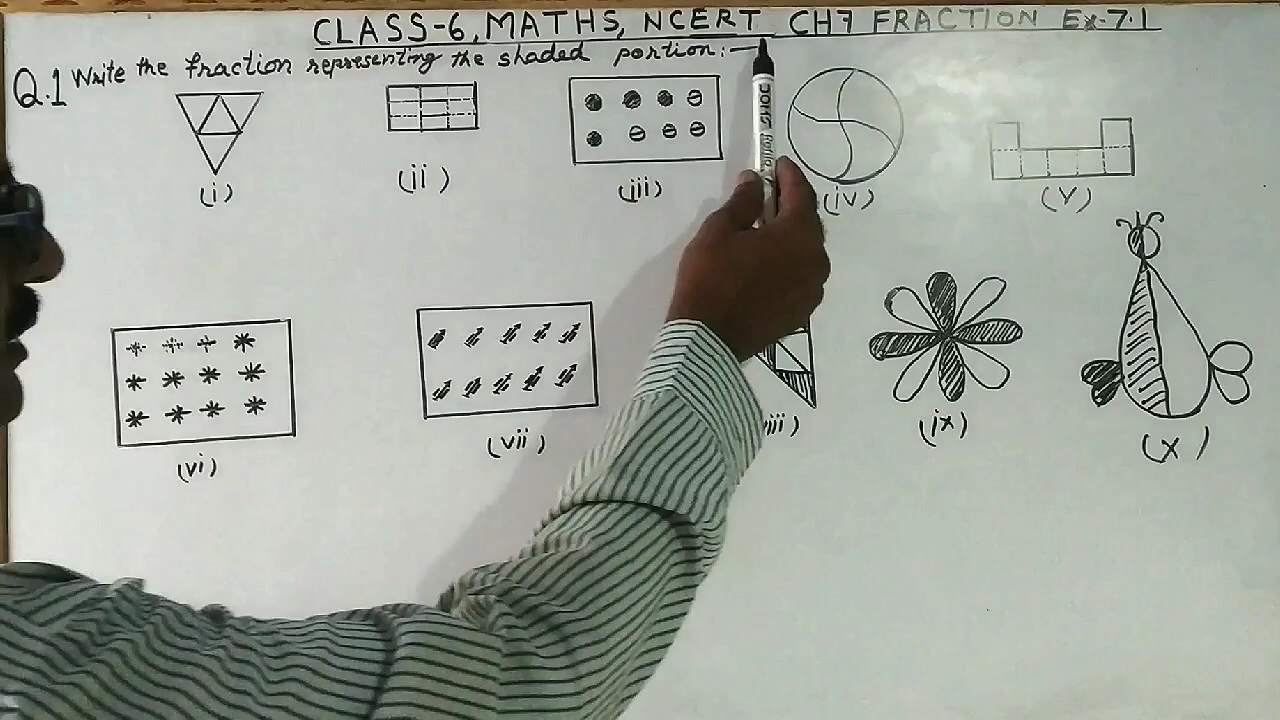 CLASS-6, MATHS, NCERT CH7 FRACTION Ex-7.1
Q.1 Write the fraction representing the shaded portion:-
(i) (ii) (iii) (iv) (v)
(vi) (vii) (ix) (x)